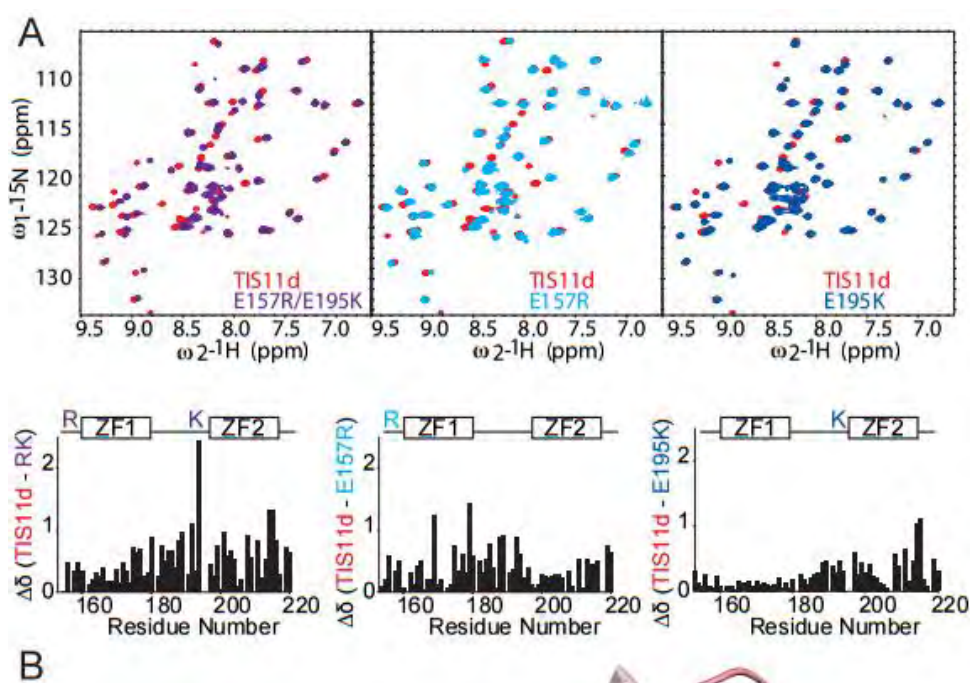 A
110
115
120
125
130
ω1-15N (ppm)
TIS11d
E157R/E195K
TIS11d
E157R
TIS11d
E195K
9.5 9.0 8.5 8.0 7.5 7.0
9.5 9.0 8.5 8.0 7.5 7.0
9.5 9.0 8.5 8.0 7.5 7.0
ω2-1H (ppm)
ω2-1H (ppm)
ω2-1H (ppm)
R ZF1 K ZF2
R ZF1 ZF2
ZF1 K ZF2
Δδ (TIS11d - RK)
2
1
0
160 180 200 220
Residue Number
Δδ (TIS11d - E157R)
2
1
0
160 180 200 220
Residue Number
Δδ (TIS11d - E195K)
2
1
0
160 180 200 220
Residue Number
B